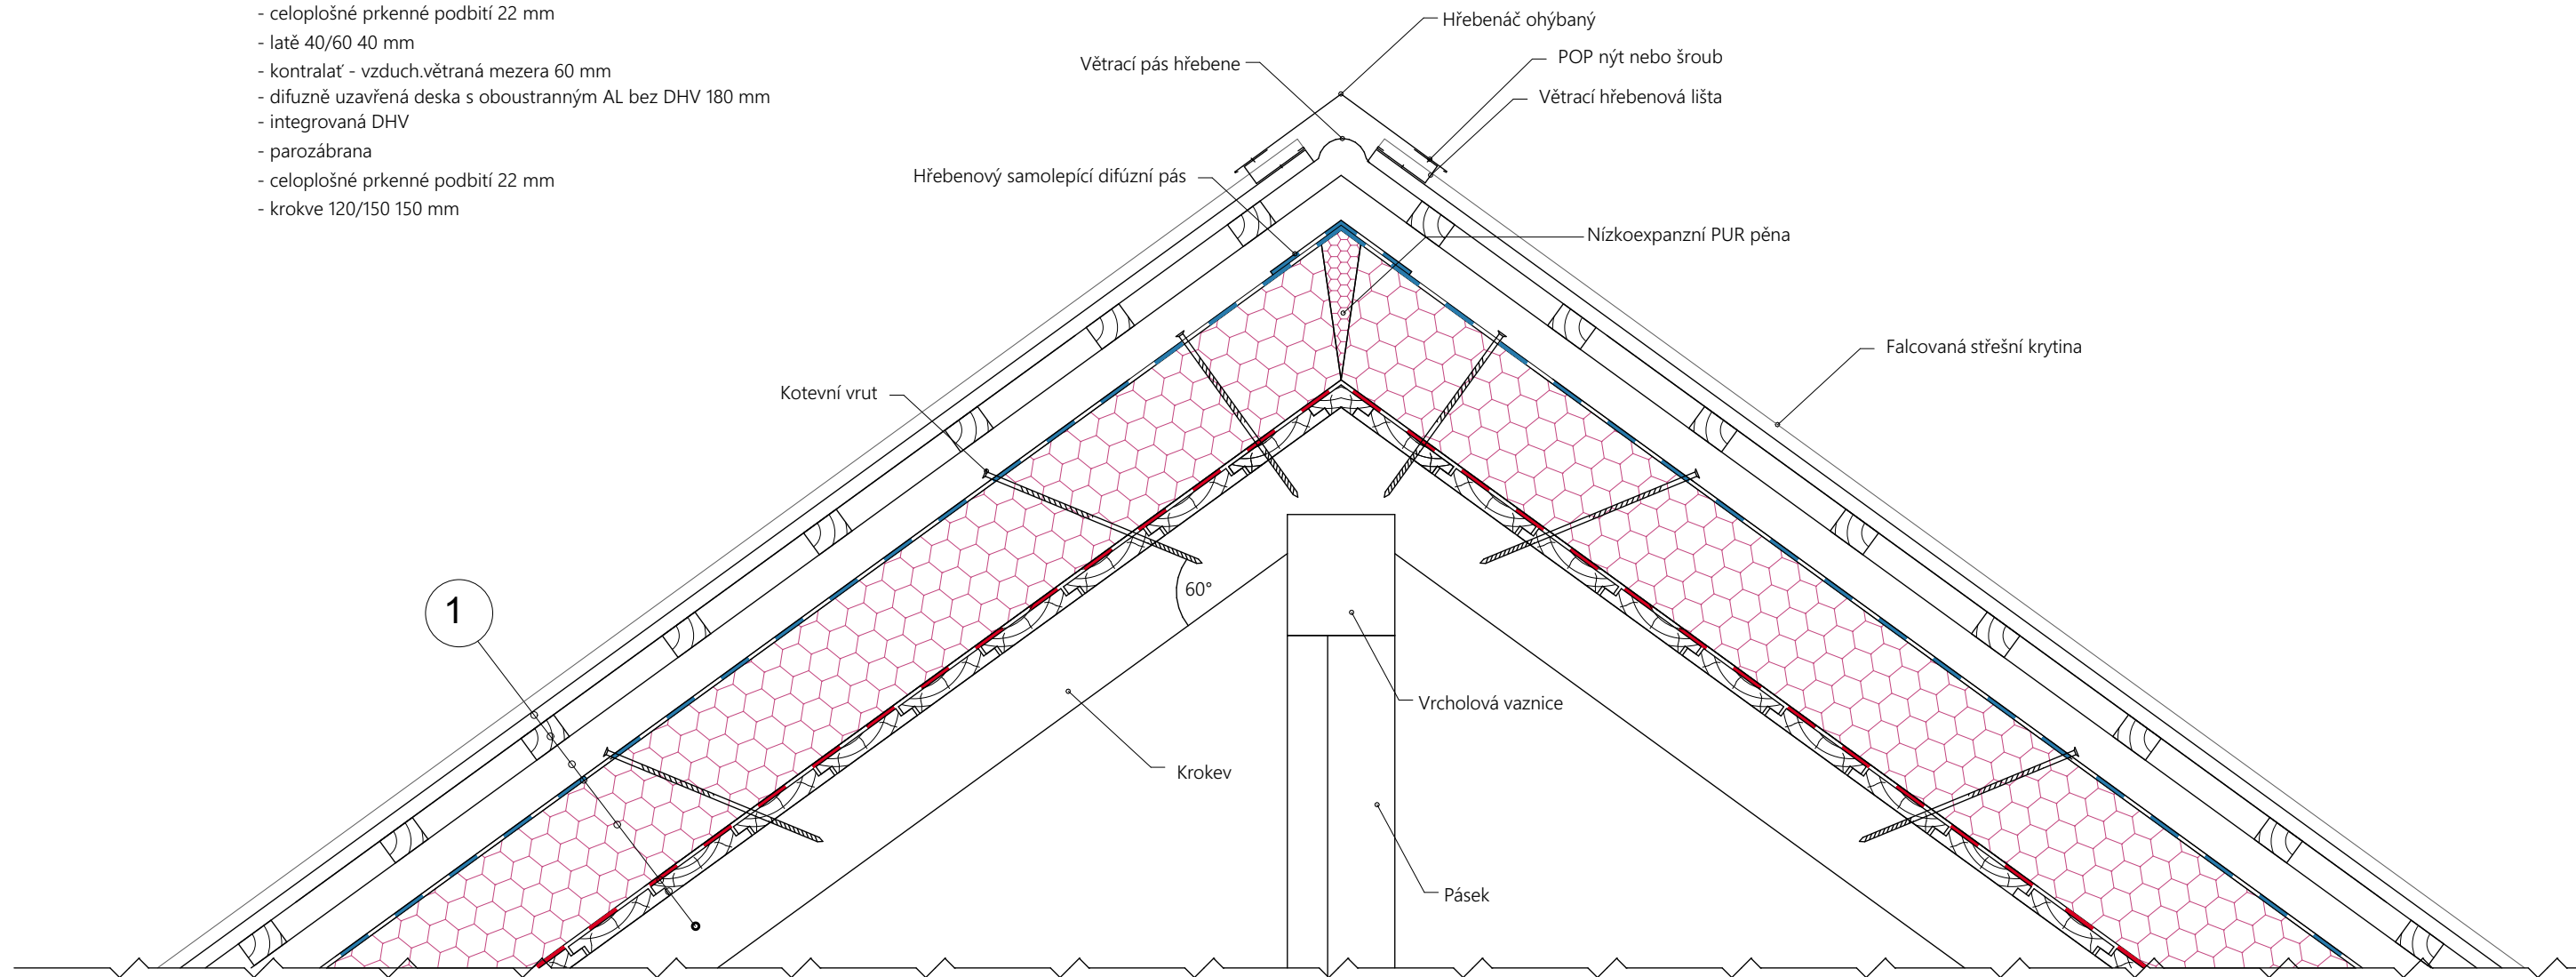 - celoplošné prkenné podbití 22 mm
- latě 40/60 40 mm
- kontralať - vzduch.větraná mezera 60 mm
- difuzně uzavřená deska s oboustranným AL bez DHV 180 mm
- integrovaná DHV
- parozábrana
- celoplošné prkenné podbití 22 mm
- krokve 120/150 150 mm
Hřebenáč ohýbaný
POP nýt nebo šroub
Větrací pás hřebene
Větrací hřebenová lišta
Hřebenový samolepící difúzní pás
Nízkoexpanzní PUR pěna
Falcovaná střešní krytina
Kotevní vrut
60°
1
Vrcholová vaznice
Krokev
Pásek